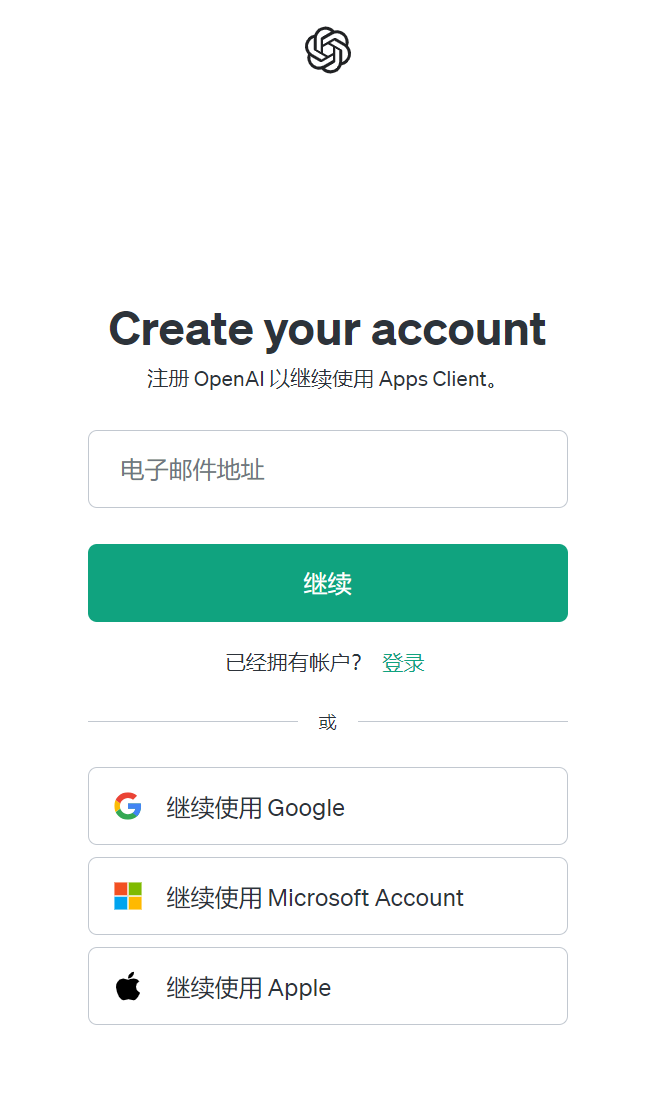 Create your account
注册 OpenAI 以继续使用 Apps Client。
电子邮件地址
继续
已经拥有帐户? 登录
或
继续使用 Google
继续使用 Microsoft Account
继续使用 Apple